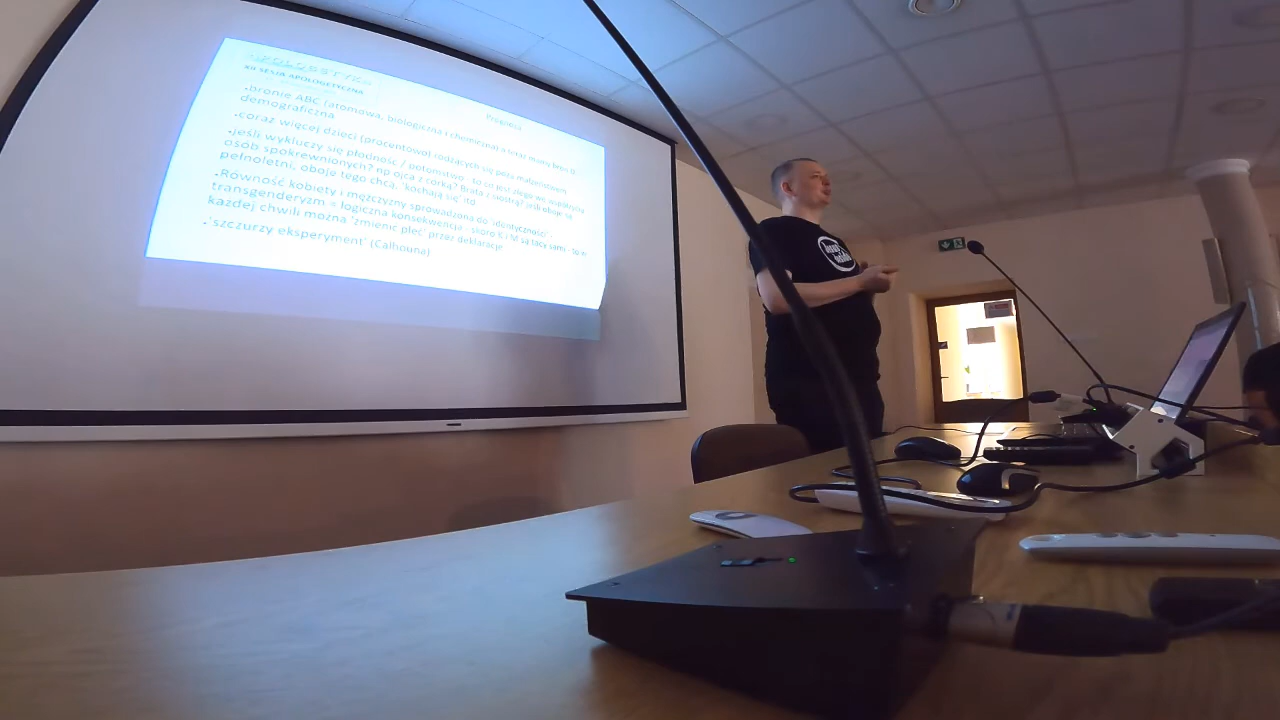 APOLOGETYKA
XII SESJA APOLOGETYCZNA
Prognoza
•bronie ABC (atomowa, biologiczna i chemiczna) a teraz mamy broń D
demograficzna
•coraz więcej dzieci (procentowo) rodzących się poza małżeństwem
•jeśli wykluczy się płodność / potomstwo - to co jest złego we współżyciu
osób spokrewnionych? np ojca z córką? Brata z siostrą? jeśli oboje są
pełnoletni, oboje tego chcą, 'kochają się' itd
•Równość kobiety i mężczyzny sprowadzona do 'identyczności',
transgenderyzm = logiczna konsekwencja - skoro K i M są tacy sami - to w
każdej chwili można 'zmienić płeć' przez deklarację
•'szczurzy eksperyment' (Calhouna)